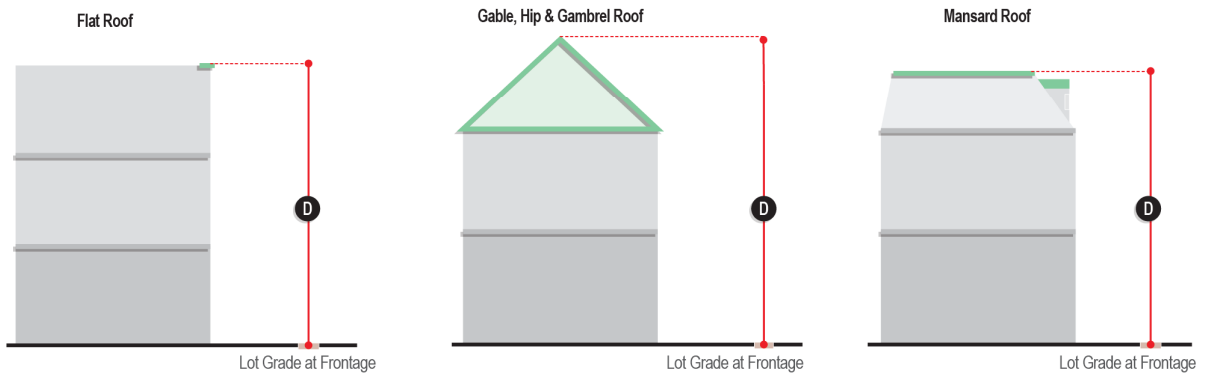 Flat Roof
Gable, Hip & Gambrel Roof
Mansard Roof
D
D
D
Lot Grade at Frontage
Lot Grade at Frontage
Lot Grade at Frontage